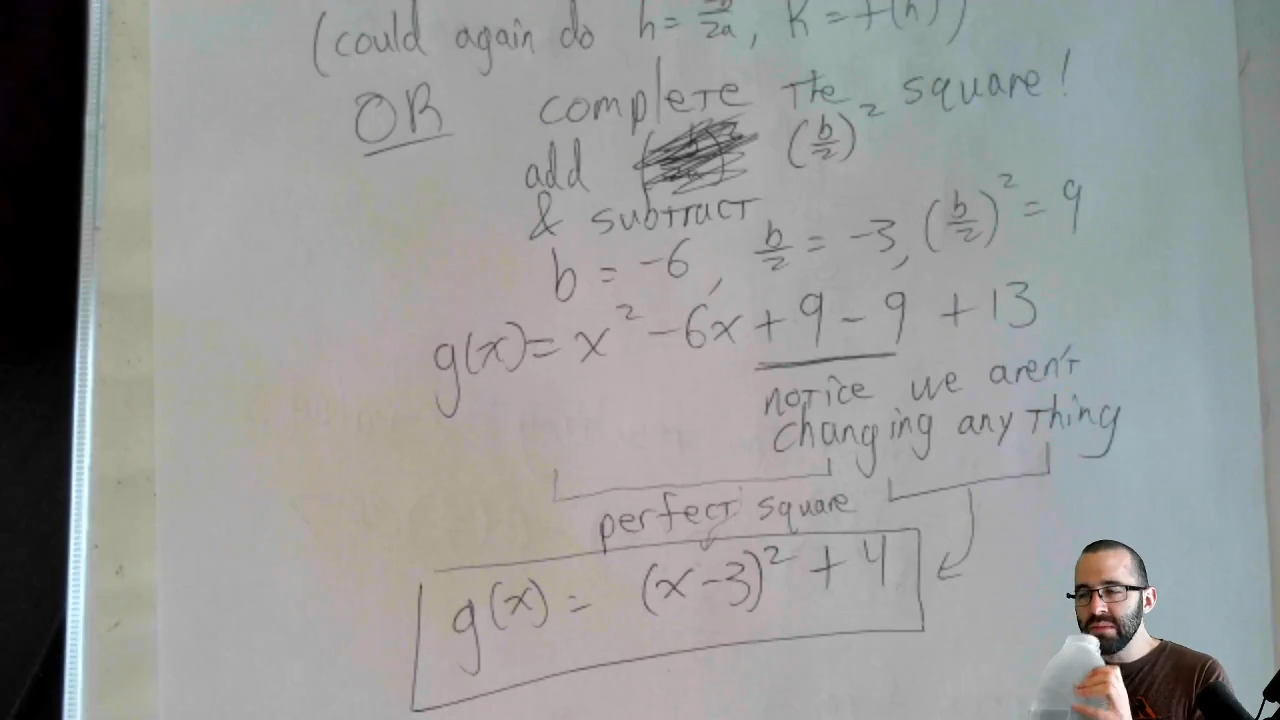 (could again do h = -b/2a, K = f(h))
OR complete the square!
add (b/2)²
& subtract
b = -6, b/2 = -3, (b/2)² = 9
g(x) = x² - 6x + 9 - 9 + 13
notice we aren't
changing anything
perfect square
g(x) = (x-3)² + 4